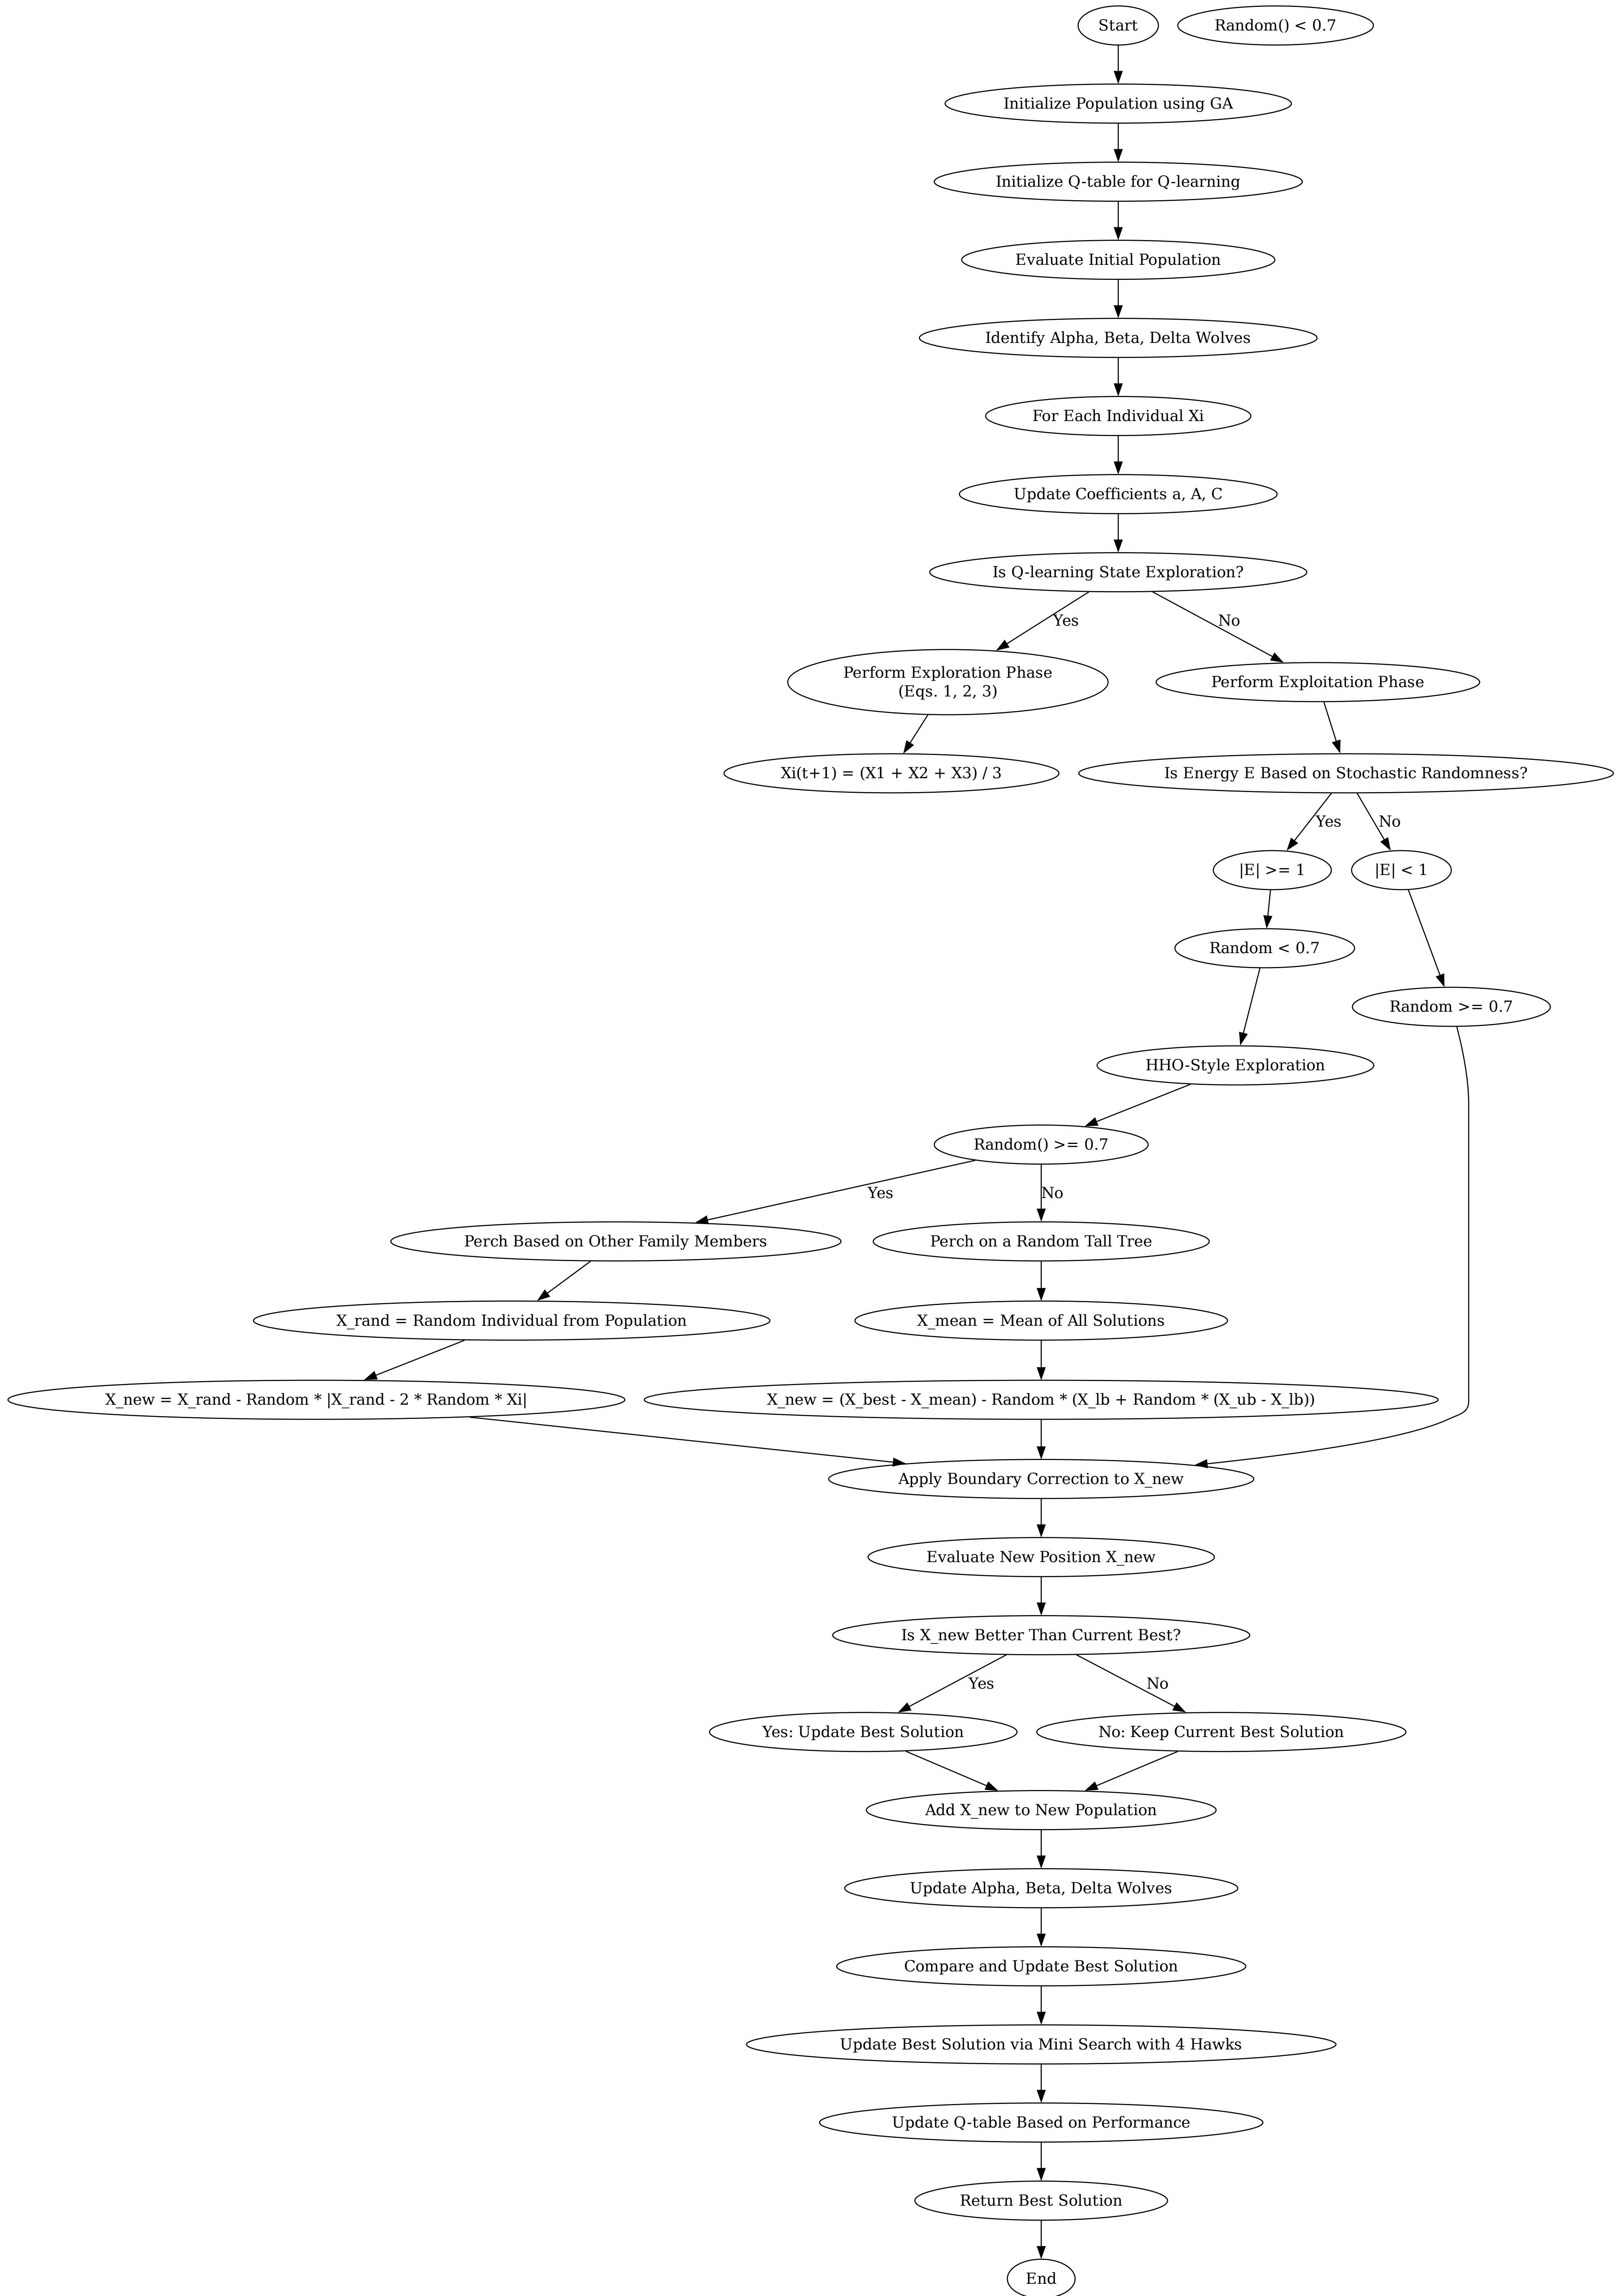 Start
Random() < 0.7
Initialize Population using GA
Initialize Q-table for Q-learning
Evaluate Initial Population
Identify Alpha, Beta, Delta Wolves
For Each Individual Xi
Update Coefficients a, A, C
Is Q-learning State Exploration?
Yes
No
Perform Exploration Phase
(Eqs. 1, 2, 3)
Perform Exploitation Phase
Xi(t+1) = (X1 + X2 + X3) / 3
Is Energy E Based on Stochastic Randomness?
Yes
No
|E| >= 1
|E| < 1
Random < 0.7
Random >= 0.7
HHO-Style Exploration
Random() >= 0.7
Yes
No
Perch Based on Other Family Members
Perch on a Random Tall Tree
X_rand = Random Individual from Population
X_mean = Mean of All Solutions
X_new = X_rand - Random * |X_rand - 2 * Random * Xi|
X_new = (X_best - X_mean) - Random * (X_lb + Random * (X_ub - X_lb))
Apply Boundary Correction to X_new
Evaluate New Position X_new
Is X_new Better Than Current Best?
Yes
No
Yes: Update Best Solution
No: Keep Current Best Solution
Add X_new to New Population
Update Alpha, Beta, Delta Wolves
Compare and Update Best Solution
Update Best Solution via Mini Search with 4 Hawks
Update Q-table Based on Performance
Return Best Solution
End